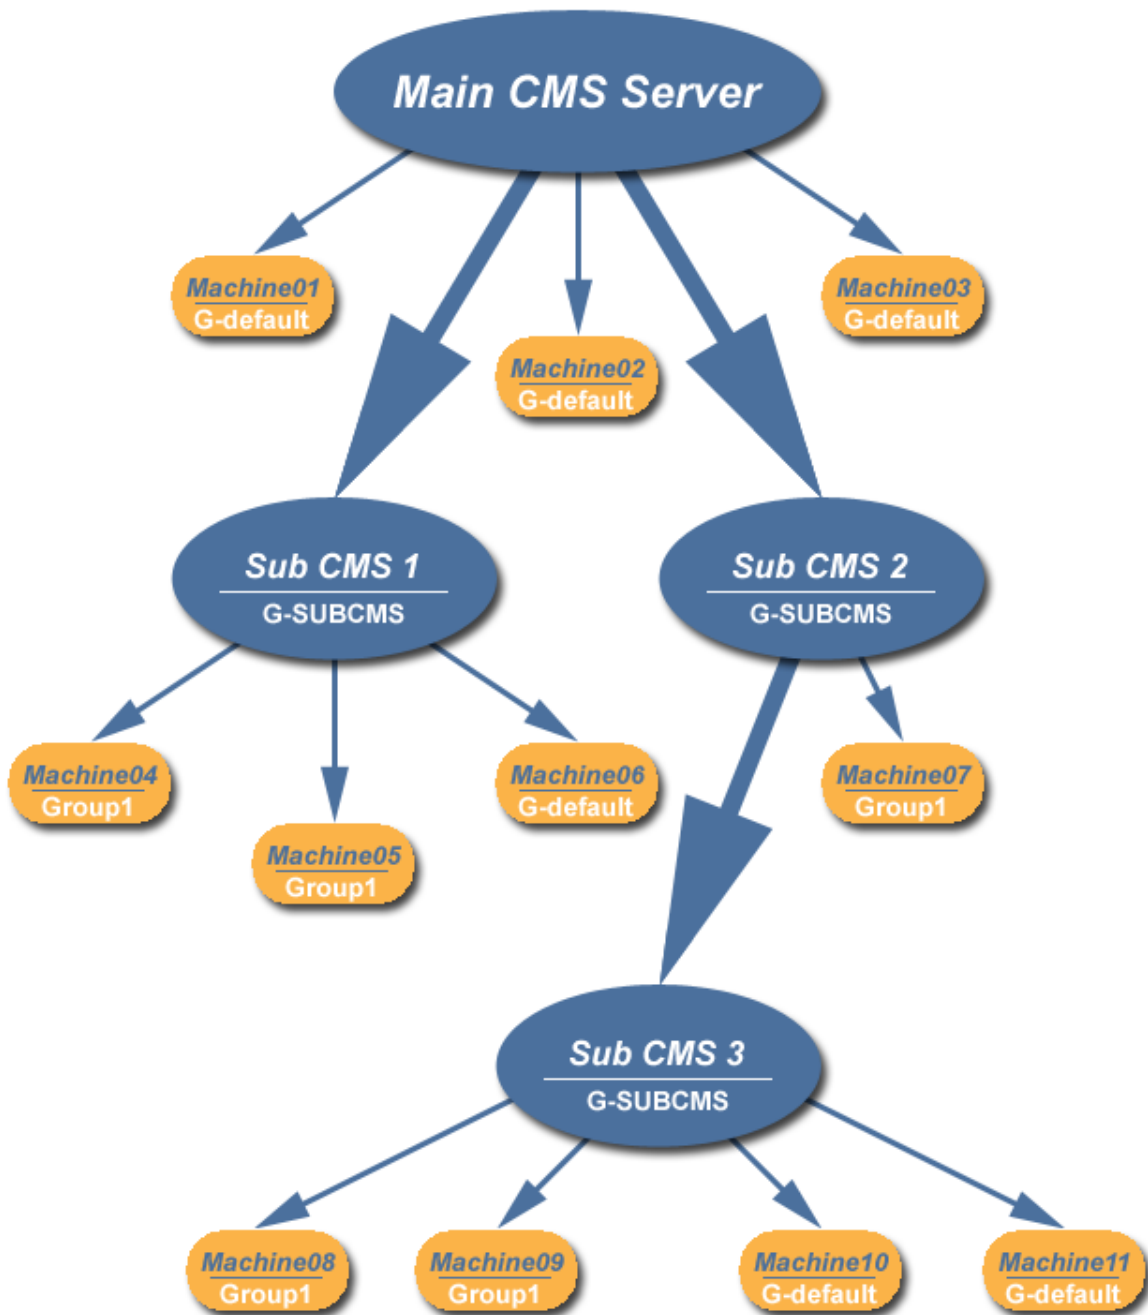 Main CMS Server
Machine01
G-default
Machine03
G-default
Machine02
G-default
Sub CMS 1
G-SUBCMS
Sub CMS 2
G-SUBCMS
Machine04
Group1
Machine06
G-default
Machine07
Group1
Machine05
Group1
Sub CMS 3
G-SUBCMS
Machine08
Group1
Machine09
Group1
Machine10
G-default
Machine11
G-default